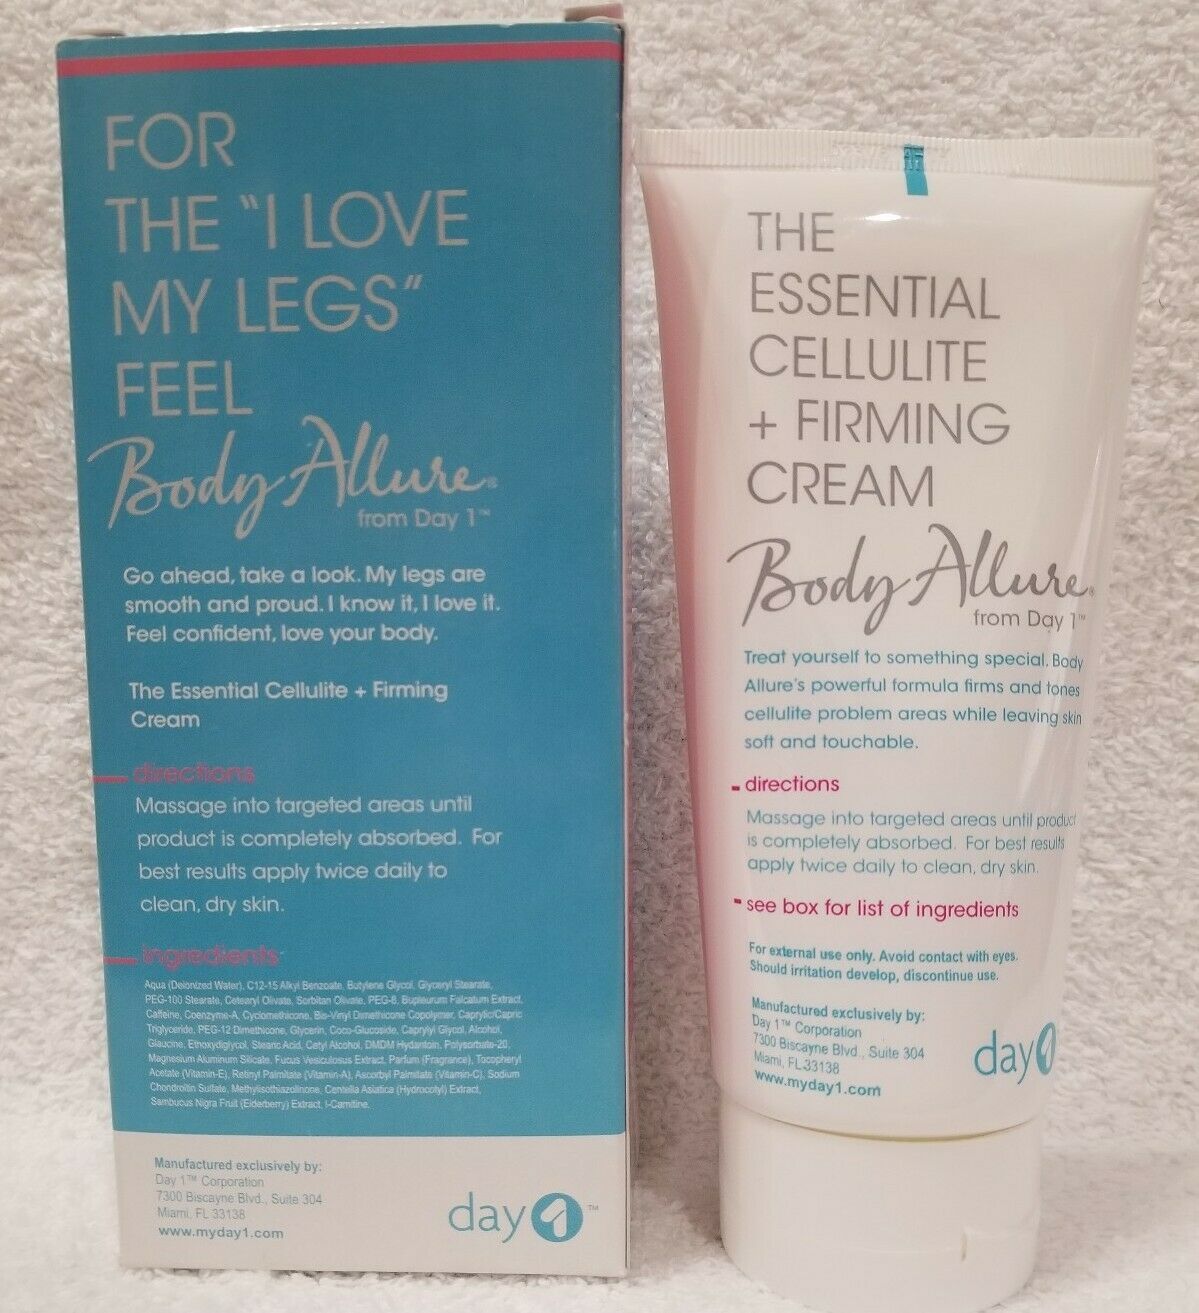 FOR
THE "I LOVE
MY LEGS"
FEEL
Body Allure®
from Day 1™
Go ahead, take a look. My legs are
smooth and proud. I know it, I love it.
Feel confident, love your body.
The Essential Cellulite + Firming
Cream
directions
Massage into targeted areas until
product is completely absorbed. For
best results apply twice daily to
clean, dry skin.
ingredients
Aqua (Deionized Water), C12-15 Alkyl Benzoate, Butylene Glycol, Glyceryl Stearate,
PEG-100 Stearate, Cetearyl Olivate, Sorbitan Olivate, PEG-8, Bupleurum Falcatum Extract,
Caffeine, Coenzyme-A, Cyclomethicone, Bis-Vinyl Dimethicone Copolymer, Caprylic/Capric
Triglyceride, PEG-12 Dimethicone, Glycerin, Coco-Glucoside, Caprylyl Glycol, Alcohol,
Glaucine, Ethoxydiglycol, Stearic Acid, Cetyl Alcohol, DMDM Hydantoin, Polysorbate-20,
Magnesium Aluminum Silicate, Fucus Vesiculosus Extract, Parfum (Fragrance), Tocopheryl
Acetate (Vitamin-E), Retinyl Palmitate (Vitamin-A), Ascorbyl Palmitate (Vitamin-C), Sodium
Chondroitin Sulfate, Methylisothiazolinone, Centella Asiatica (Hydrocotyl) Extract,
Sambucus Nigra Fruit (Elderberry) Extract, l-Carnitine.
Manufactured exclusively by:
Day 1™ Corporation
7300 Biscayne Blvd., Suite 304
Miami, FL 33138
www.myday1.com
day1™
THE
ESSENTIAL
CELLULITE
+ FIRMING
CREAM
Body Allure®
from Day 1™
Treat yourself to something special. Body
Allure's powerful formula firms and tones
cellulite problem areas while leaving skin
soft and touchable.
directions
Massage into targeted areas until product
is completely absorbed. For best results
apply twice daily to clean, dry skin.
see box for list of ingredients
For external use only. Avoid contact with eyes.
Should irritation develop, discontinue use.
Manufactured exclusively by:
Day 1™ Corporation
7300 Biscayne Blvd., Suite 304
Miami, FL 33138
www.myday1.com
day1